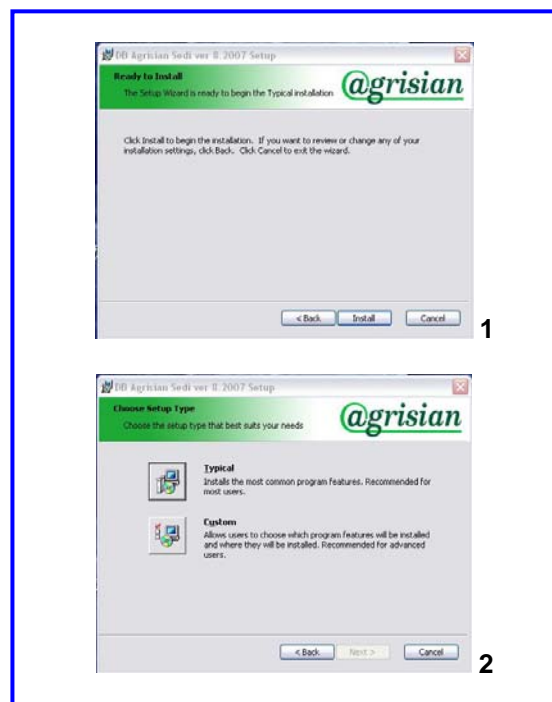 DB Agrisian Sedi ver 8.2007 Setup
Ready to Install
The Setup Wizard is ready to begin the Typical installation
@grisian
Click Install to begin the installation. If you want to review or change any of your
installation settings, click Back. Click Cancel to exit the wizard.
< Back
Install
Cancel
1
DB Agrisian Sedi ver 8.2007 Setup
Choose Setup Type
Choose the setup type that best suits your needs
@grisian
Typical
Installs the most common program features. Recommended for
most users.
Custom
Allows users to choose which program features will be installed
and where they will be installed. Recommended for advanced
users.
< Back
Next >
Cancel
2